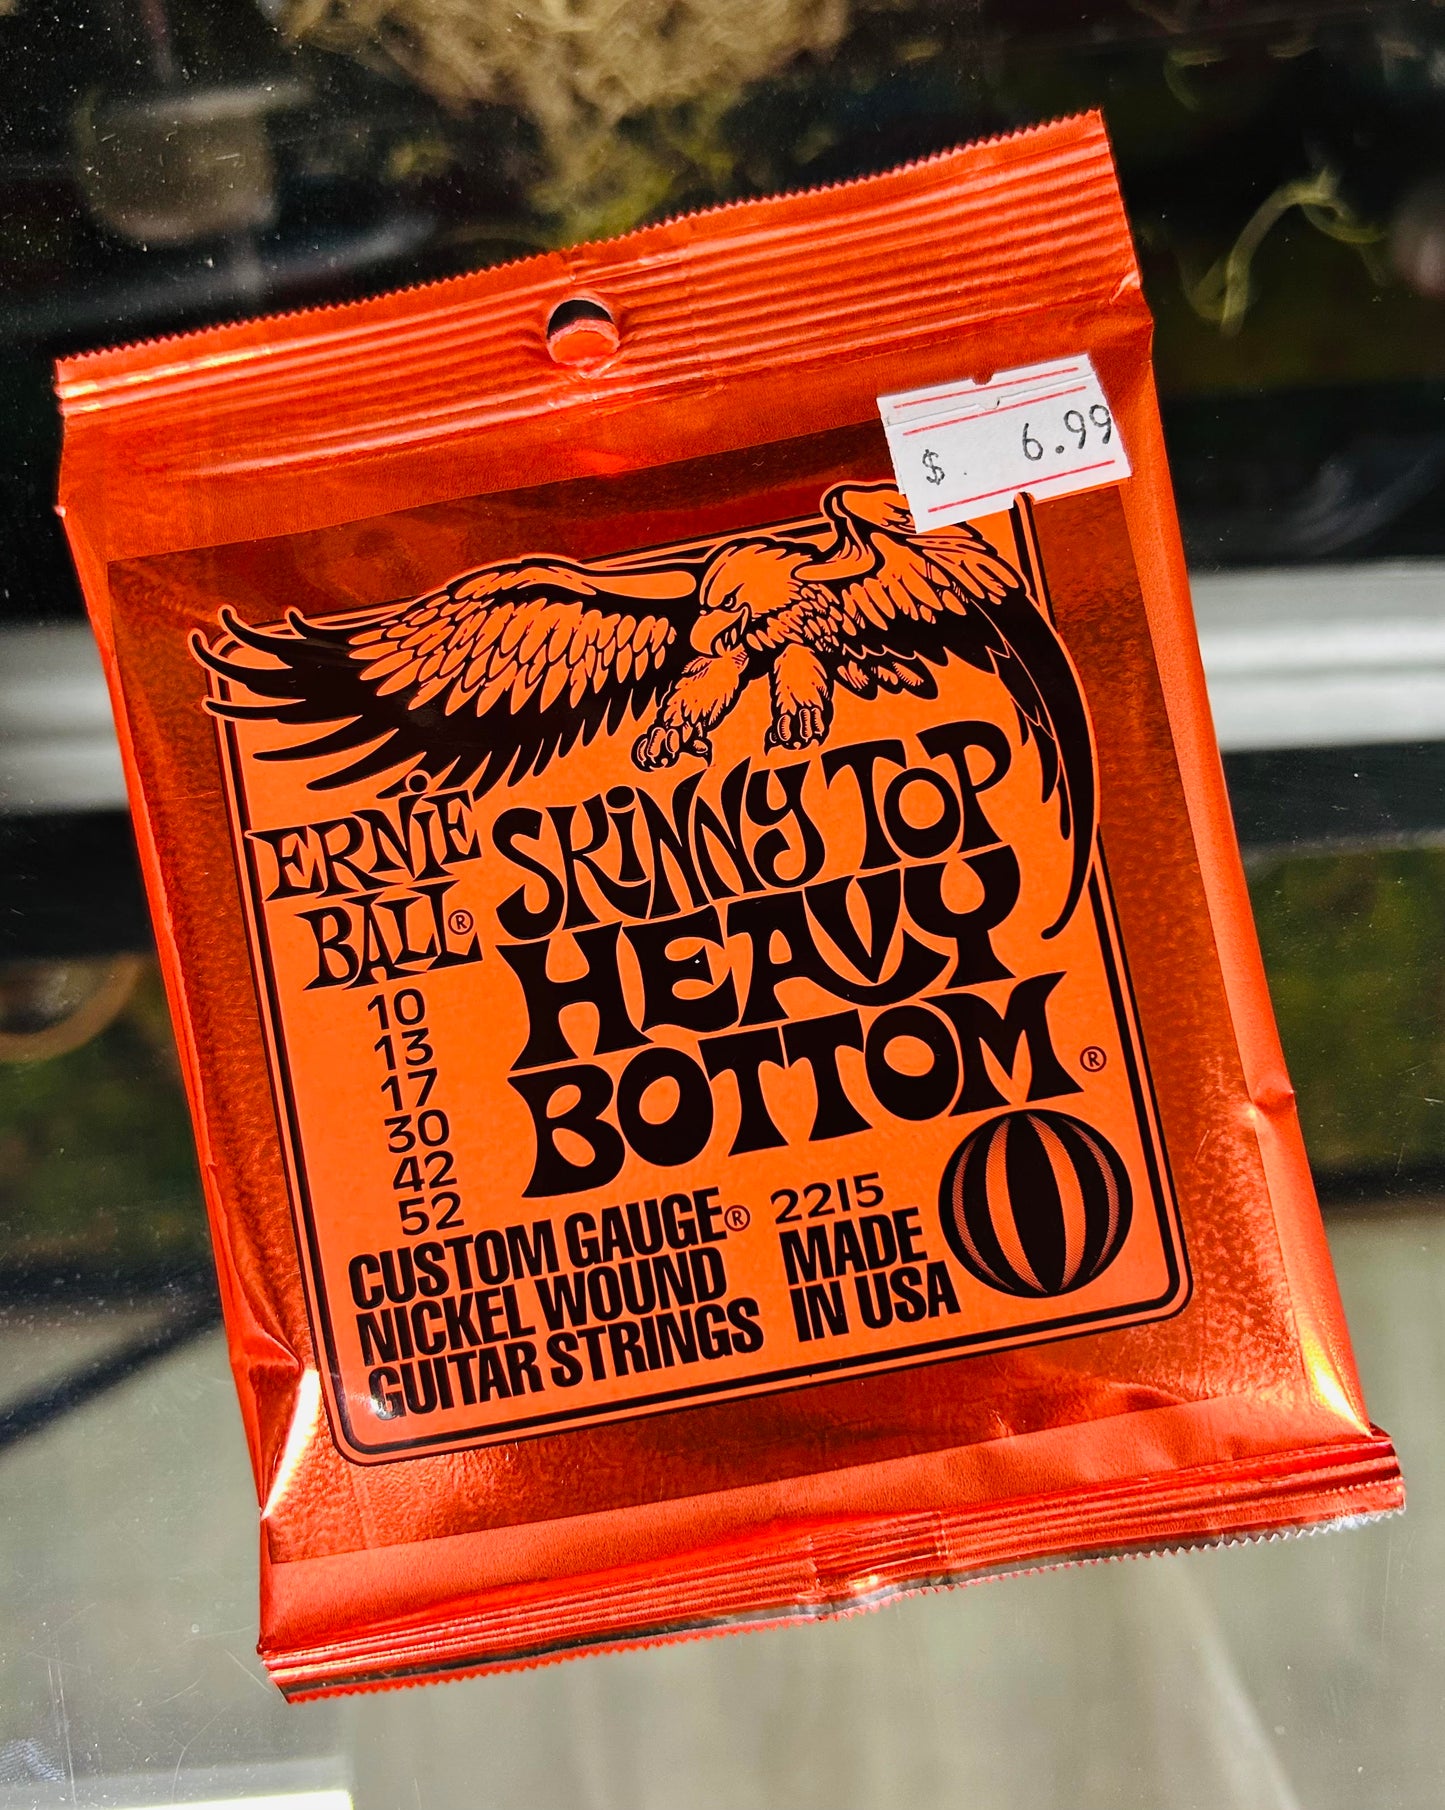 $ 6.99
ERNiE
BALL®
SKiNNY TOP
HEAVY
BOTTOM®
10
13
17
30
42
52
CUSTOM GAUGE®
NICKEL WOUND
GUITAR STRINGS
2215
MADE
IN USA